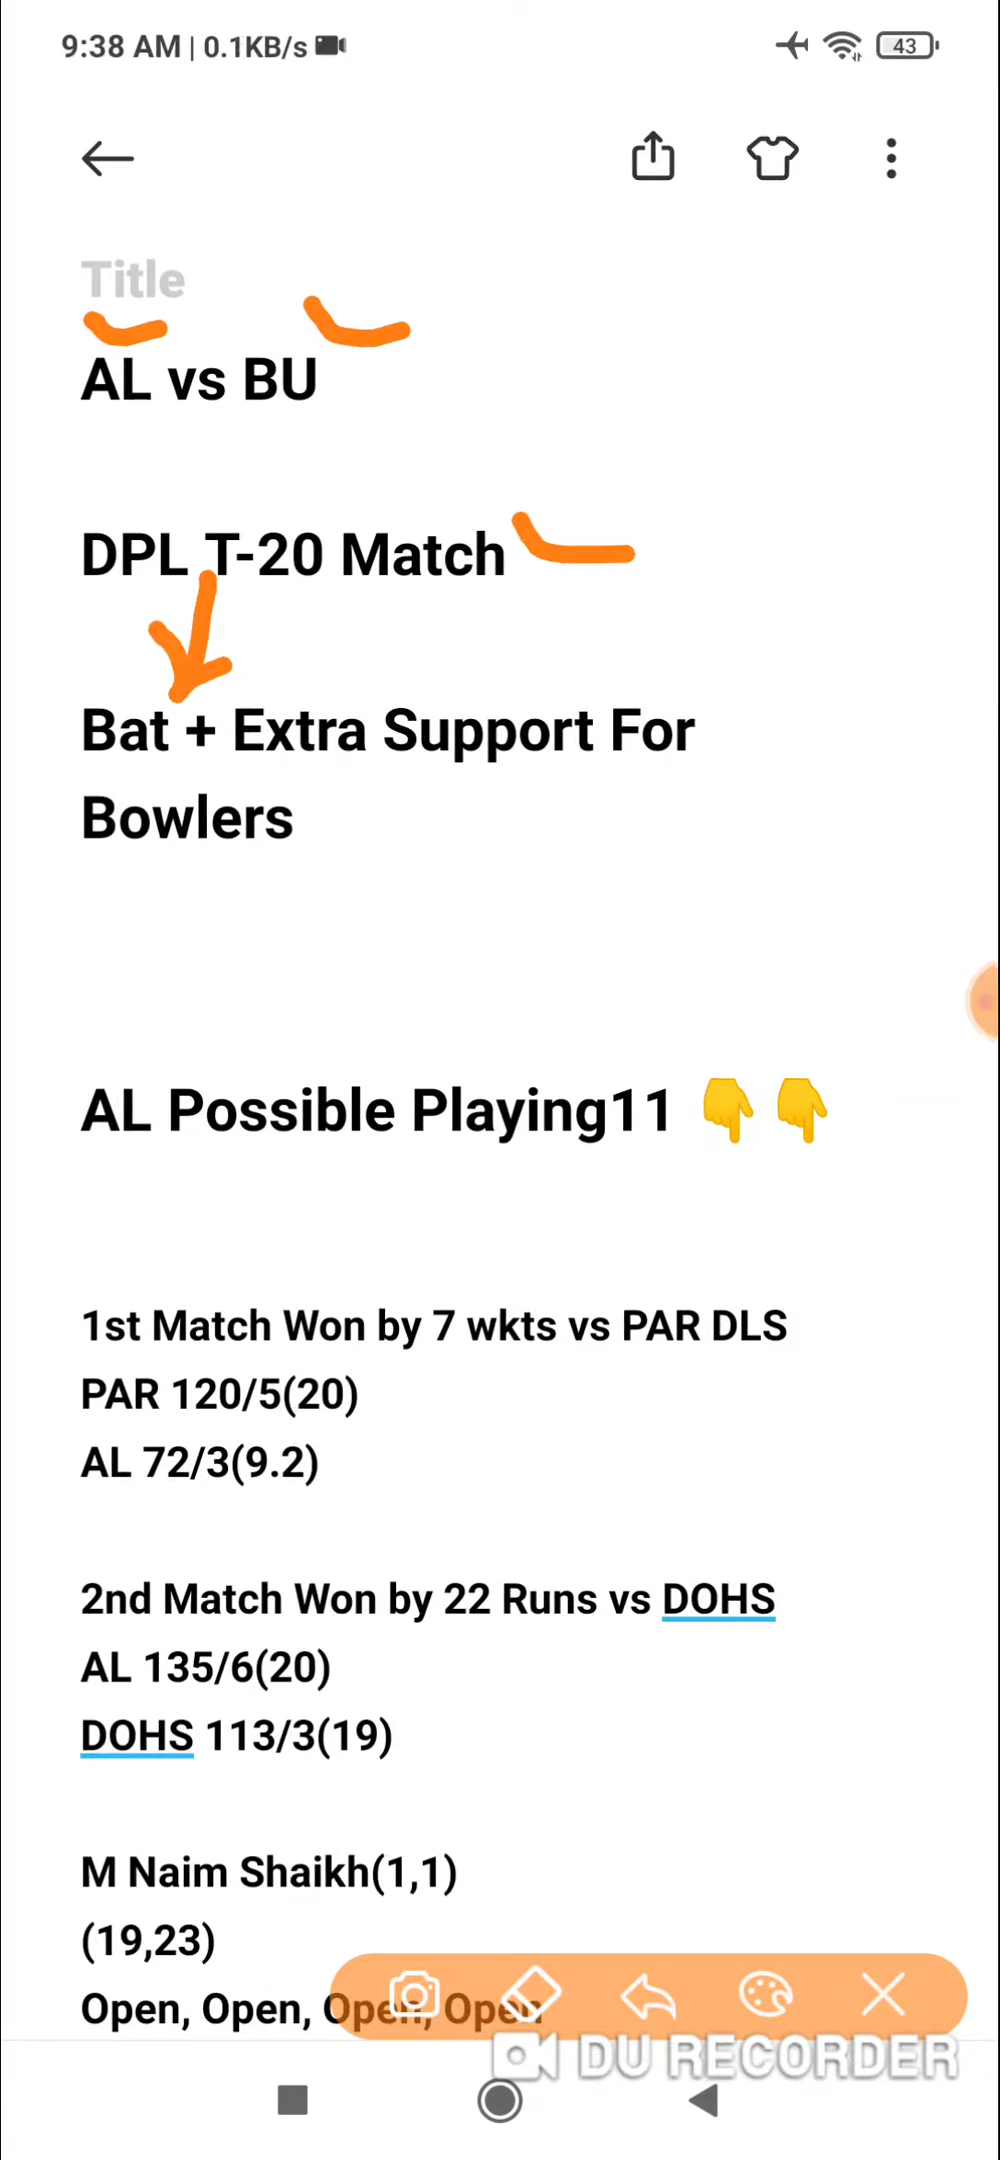 9:38 AM | 0.1KB/s
43
Title
AL vs BU
DPL T-20 Match
Bat + Extra Support For
Bowlers
AL Possible Playing11 👇👇
1st Match Won by 7 wkts vs PAR DLS
PAR 120/5(20)
AL 72/3(9.2)
2nd Match Won by 22 Runs vs DOHS
AL 135/6(20)
DOHS 113/3(19)
M Naim Shaikh(1,1)
(19,23)
Open, Open, Open, Open
DU RECORDER